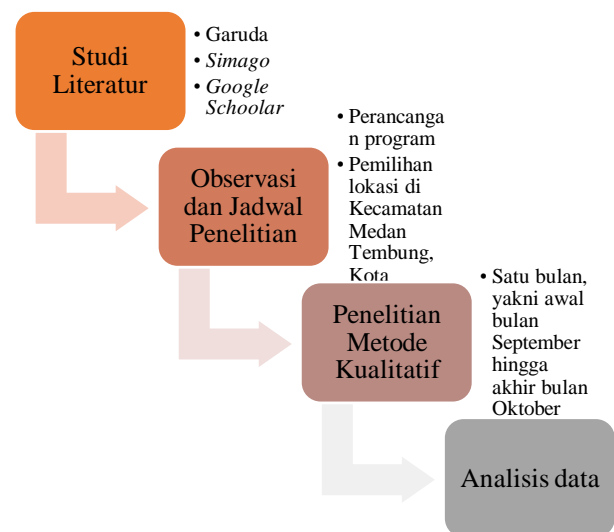 Studi
Literatur
• Garuda
• Simago
• Google
Schoolar
Observasi
dan Jadwal
Penelitian
• Perancanga
n program
• Pemilihan
lokasi di
Kecamatan
Medan
Tembung,
Kota
Penelitian
Metode
Kualitatif
• Satu bulan,
yakni awal
bulan
September
hingga
akhir bulan
Oktober
Analisis data